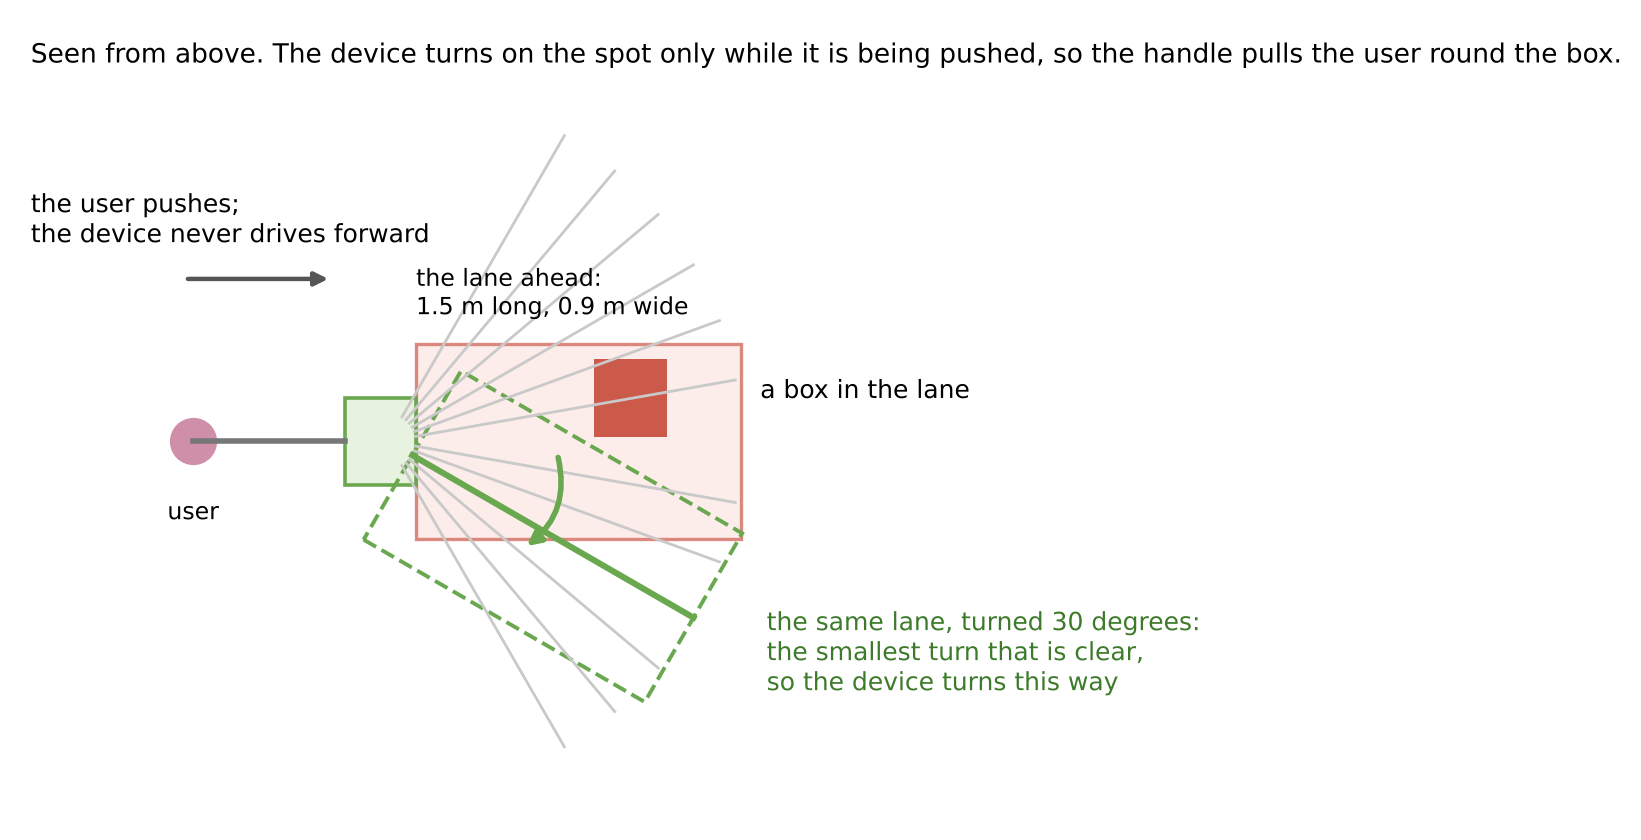 Seen from above. The device turns on the spot only while it is being pushed, so the handle pulls the user round the box.
the user pushes;
the device never drives forward
the lane ahead:
1.5 m long, 0.9 m wide
a box in the lane
user
the same lane, turned 30 degrees:
the smallest turn that is clear,
so the device turns this way